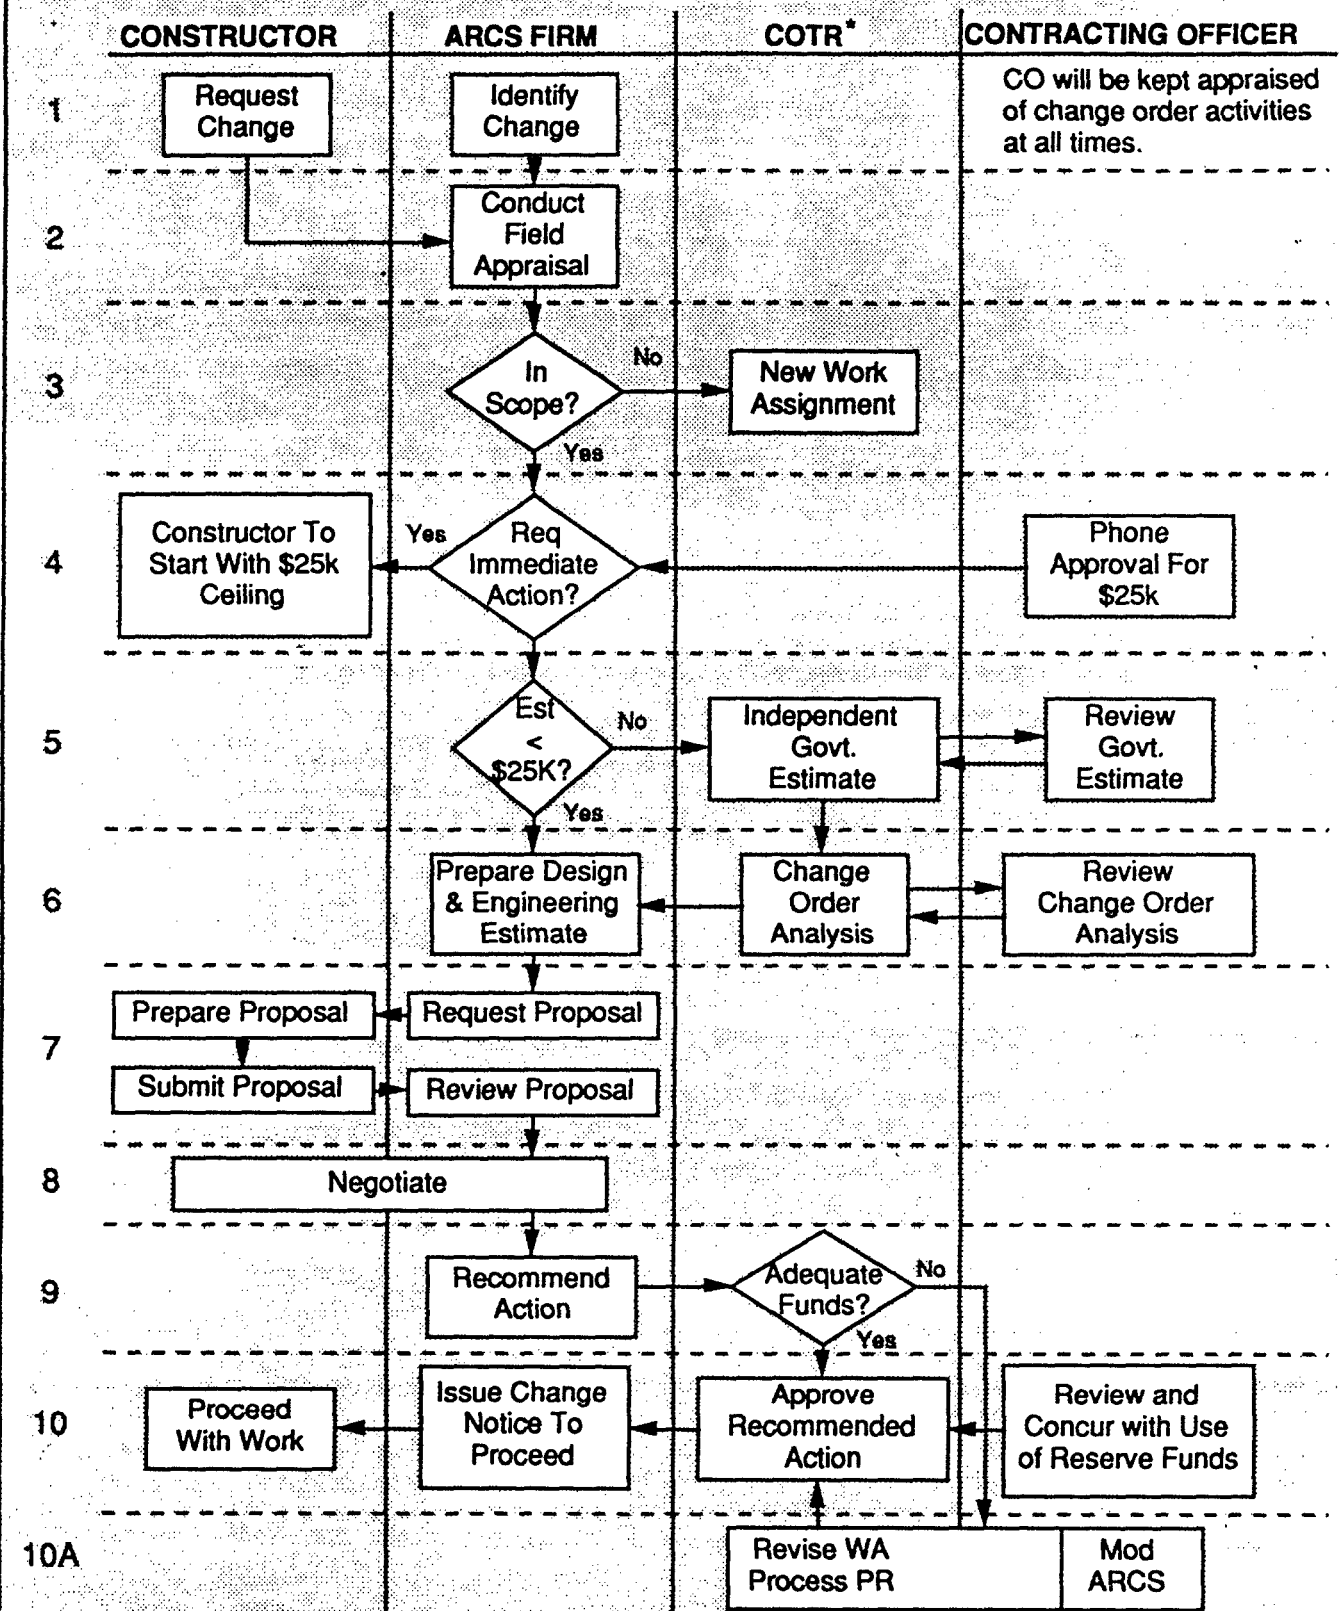 CONSTRUCTOR
ARCS FIRM
COTR*
CONTRACTING OFFICER
1
Request
Change
Identify
Change
CO will be kept appraised
of change order activities
at all times.
2
Conduct
Field
Appraisal
3
In
Scope?
No
New Work
Assignment
Yes
4
Constructor To
Start With $25k
Ceiling
Yes
Req
Immediate
Action?
Phone
Approval For
$25k
5
Est
<
$25K?
No
Independent
Govt.
Estimate
Review
Govt.
Estimate
Yes
6
Prepare Design
& Engineering
Estimate
Change
Order
Analysis
Review
Change Order
Analysis
7
Prepare Proposal
Request Proposal
Submit Proposal
Review Proposal
8
Negotiate
9
Recommend
Action
Adequate
Funds?
No
Yes
10
Proceed
With Work
Issue Change
Notice To
Proceed
Approve
Recommended
Action
Review and
Concur with Use
of Reserve Funds
10A
Revise WA
Process PR
Mod
ARCS